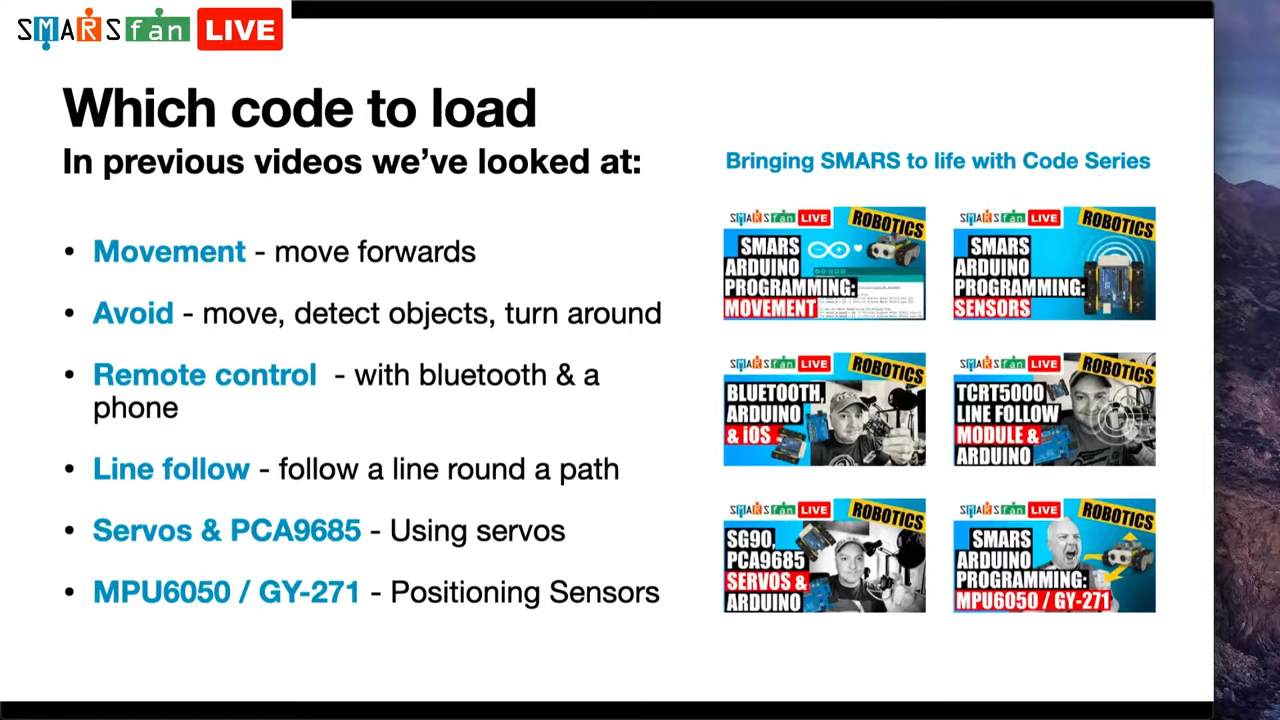 SMARSfan LIVE
Which code to load
In previous videos we've looked at:
• Movement - move forwards
• Avoid - move, detect objects, turn around
• Remote control - with bluetooth & a
phone
• Line follow - follow a line round a path
• Servos & PCA9685 - Using servos
• MPU6050 / GY-271 - Positioning Sensors
Bringing SMARS to life with Code Series
SMARSfan LIVE
ROBOTICS
SMARS
ARDUINO
PROGRAMMING:
MOVEMENT
SMARSfan LIVE
ROBOTICS
SMARS
ARDUINO
PROGRAMMING:
SENSORS
SMARSfan LIVE
ROBOTICS
BLUETOOTH,
ARDUINO
& iOS
SMARSfan LIVE
ROBOTICS
TCRT5000
LINE FOLLOW
MODULE &
ARDUINO
SMARSfan LIVE
ROBOTICS
SG90,
PCA9685
SERVOS &
ARDUINO
SMARSfan LIVE
ROBOTICS
SMARS
ARDUINO
PROGRAMMING:
MPU6050 / GY-271